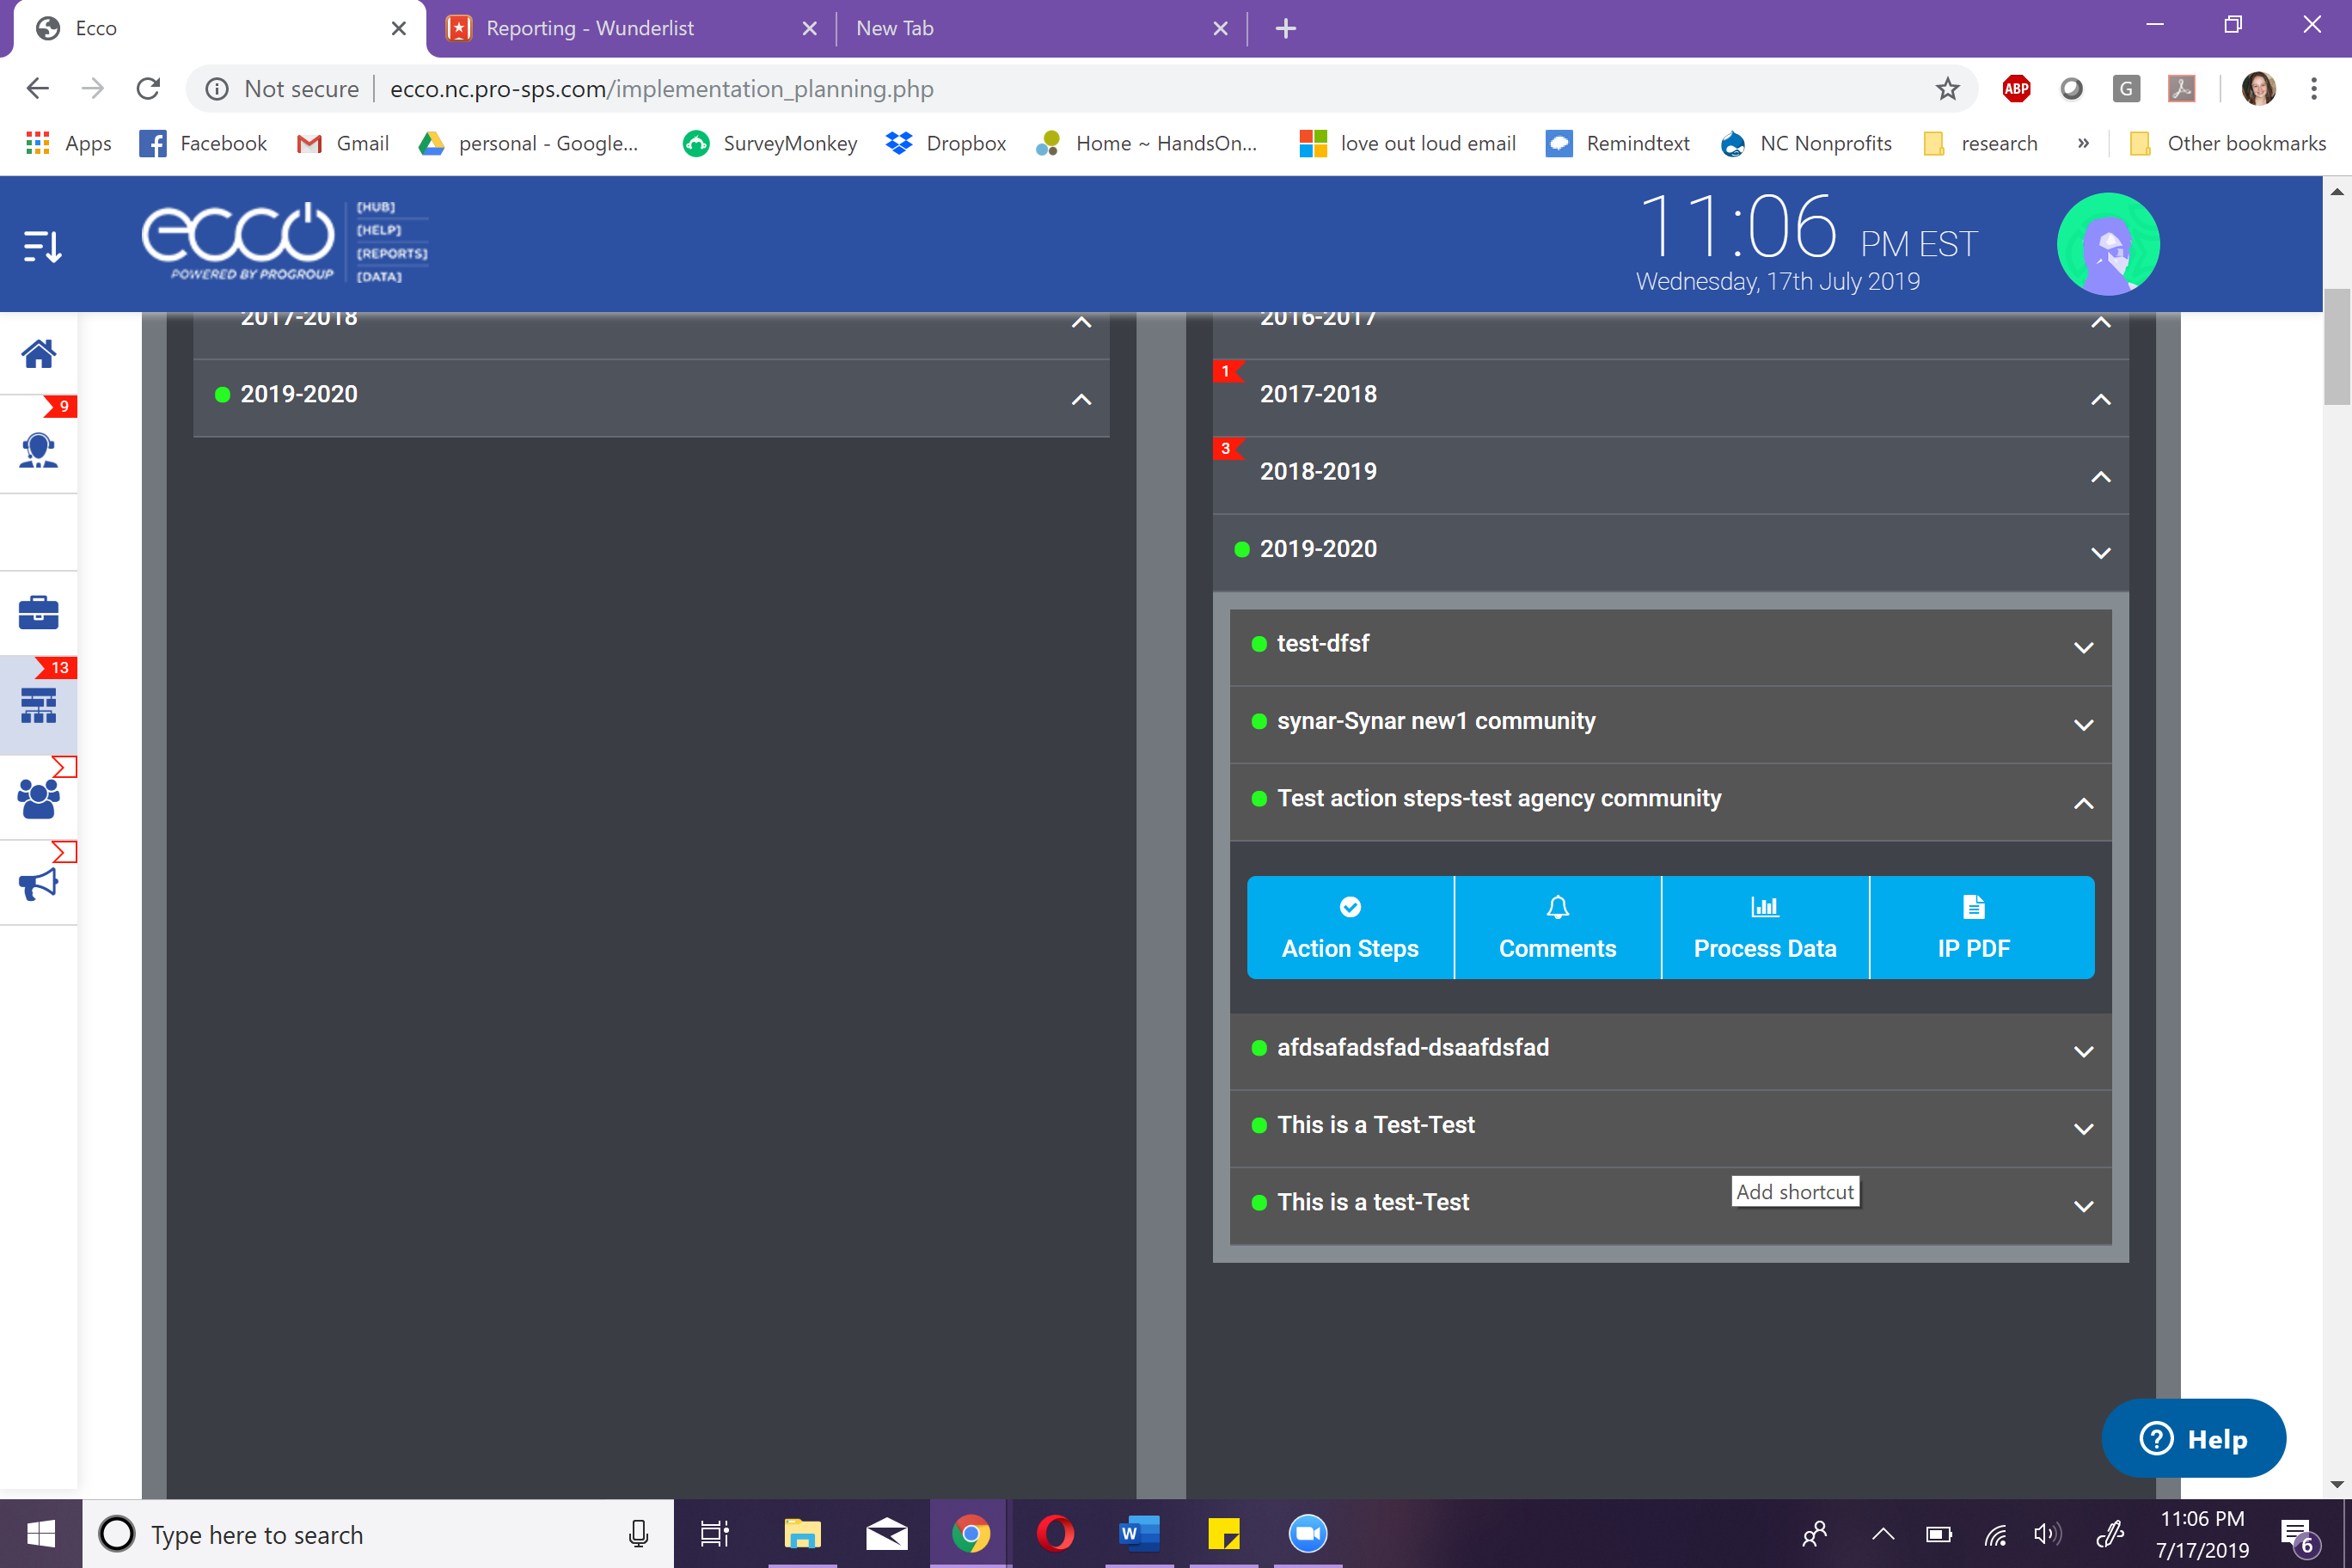 Ecco
Reporting - Wunderlist
New Tab
Not secure
ecco.nc.pro-sps.com/implementation_planning.php
ABP
G
Apps
Facebook
Gmail
personal - Google...
SurveyMonkey
Dropbox
Home ~ HandsOn...
love out loud email
Remindtext
NC Nonprofits
research
»
Other bookmarks
ecco
POWERED BY PROGROUP
[HUB]
[HELP]
[REPORTS]
[DATA]
11:06 PM EST
Wednesday, 17th July 2019
9
13
2017-2018
2019-2020
2016-2017
1
2017-2018
3
2018-2019
2019-2020
test-dfsf
synar-Synar new1 community
Test action steps-test agency community
Action Steps
Comments
Process Data
IP PDF
afdsafadsfad-dsaafdsfad
This is a Test-Test
This is a test-Test
Add shortcut
? Help
Type here to search
W
11:06 PM
7/17/2019
6